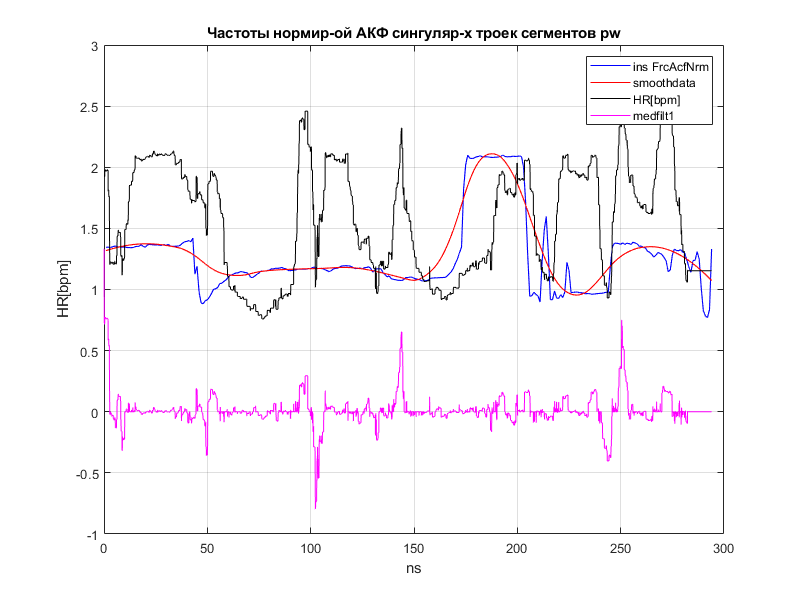 Частоты нормир-ой АКФ сингуляр-х троек сегментов pw
3
2.5
2
1.5
1
0.5
0
-0.5
-1
HR[bpm]
ins FrcAcfNrm
smoothdata
HR[bpm]
medfilt1
0 50 100 150 200 250 300
ns